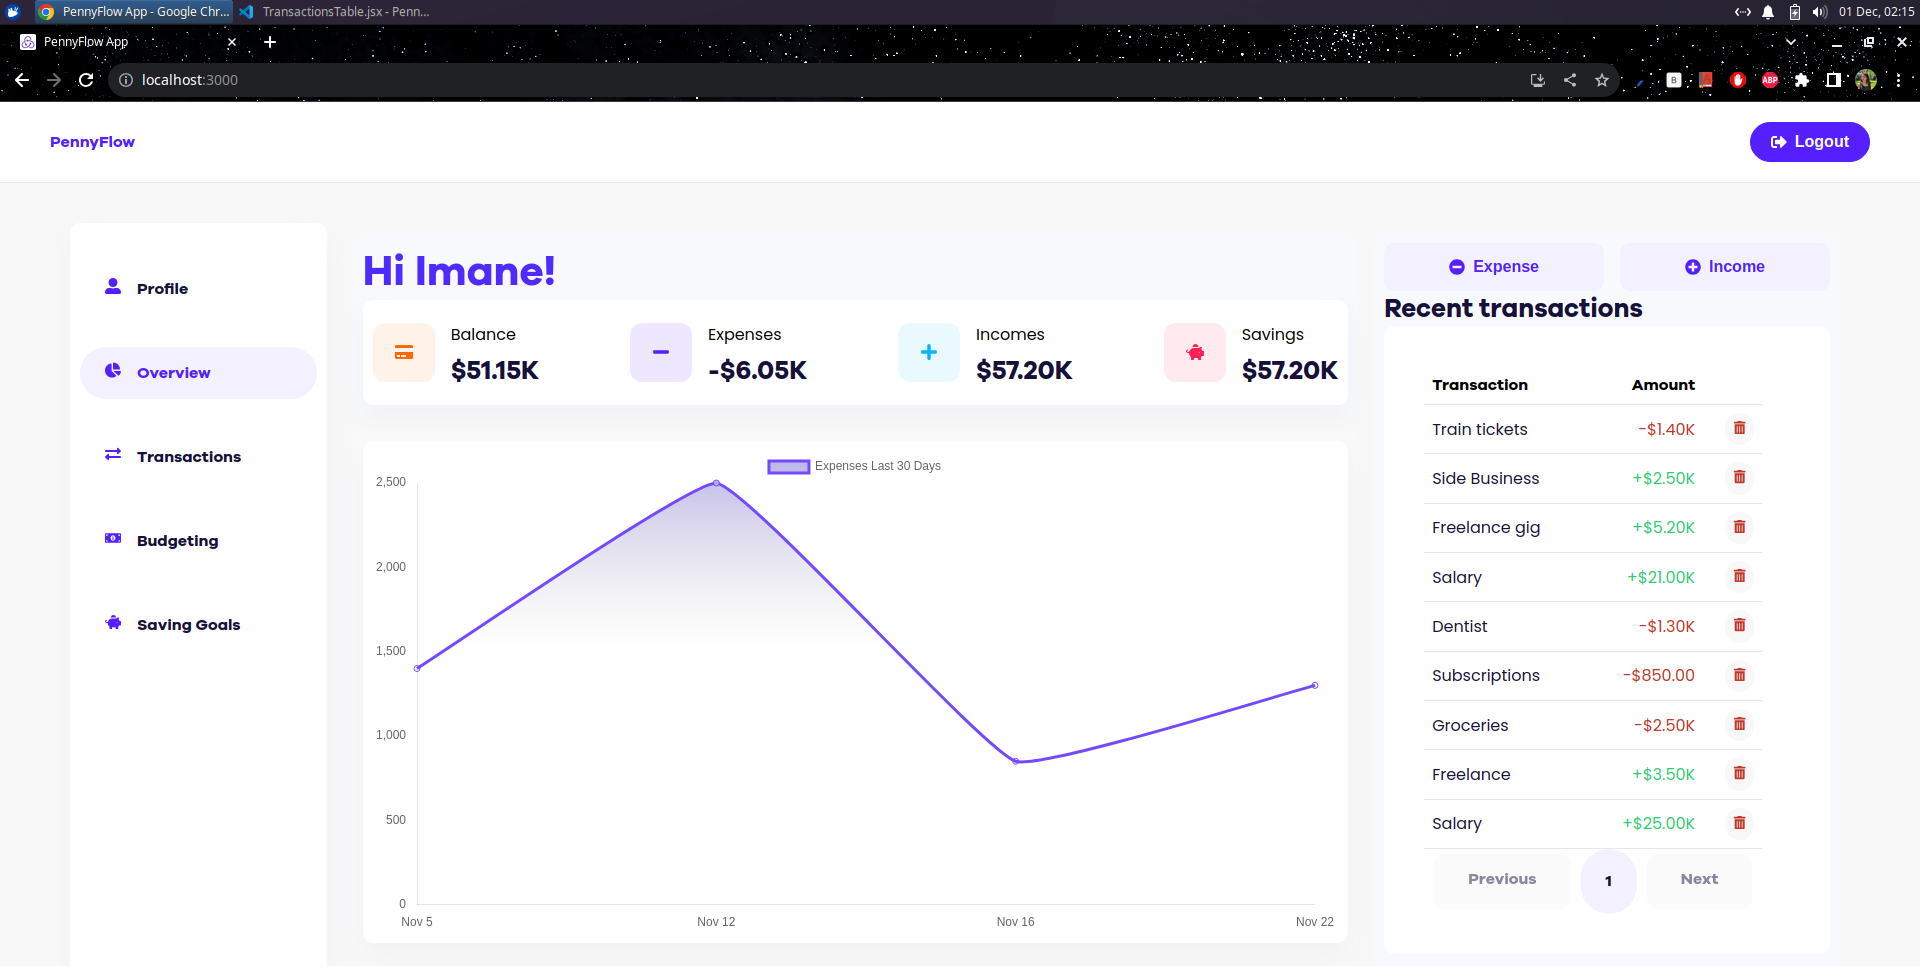 PennyFlow App - Google Chr... TransactionsTable.jsx - Penn... 01 Dec, 02:15
PennyFlow App
localhost:3000
B ABP
PennyFlow
Logout
Profile
Overview
Transactions
Budgeting
Saving Goals
Hi Imane!
Balance
$51.15K
Expenses
-$6.05K
Incomes
$57.20K
Savings
$57.20K
Expenses Last 30 Days
2,500
2,000
1,500
1,000
500
0
Nov 5 Nov 12 Nov 16 Nov 22
Expense Income
Recent transactions
Transaction Amount
Train tickets -$1.40K
Side Business +$2.50K
Freelance gig +$5.20K
Salary +$21.00K
Dentist -$1.30K
Subscriptions -$850.00
Groceries -$2.50K
Freelance +$3.50K
Salary +$25.00K
Previous 1 Next